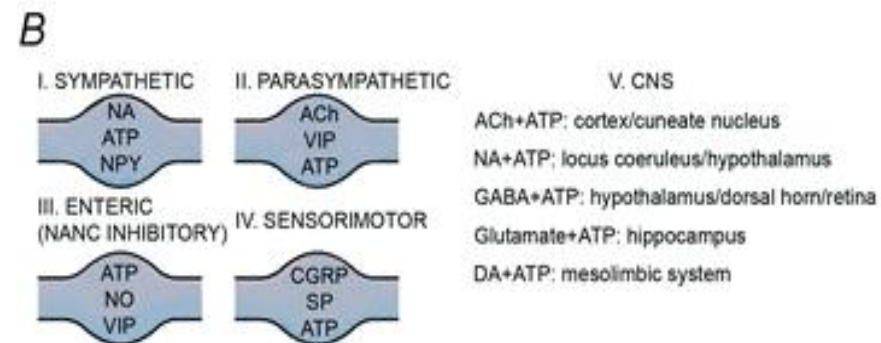 B
I. SYMPATHETIC
NA
ATP
NPY
II. PARASYMPATHETIC
ACh
VIP
ATP
III. ENTERIC
(NANC INHIBITORY)
ATP
NO
VIP
IV. SENSORIMOTOR
CGRP
SP
ATP
V. CNS
ACh+ATP: cortex/cuneate nucleus
NA+ATP: locus coeruleus/hypothalamus
GABA+ATP: hypothalamus/dorsal horn/retina
Glutamate+ATP: hippocampus
DA+ATP: mesolimbic system